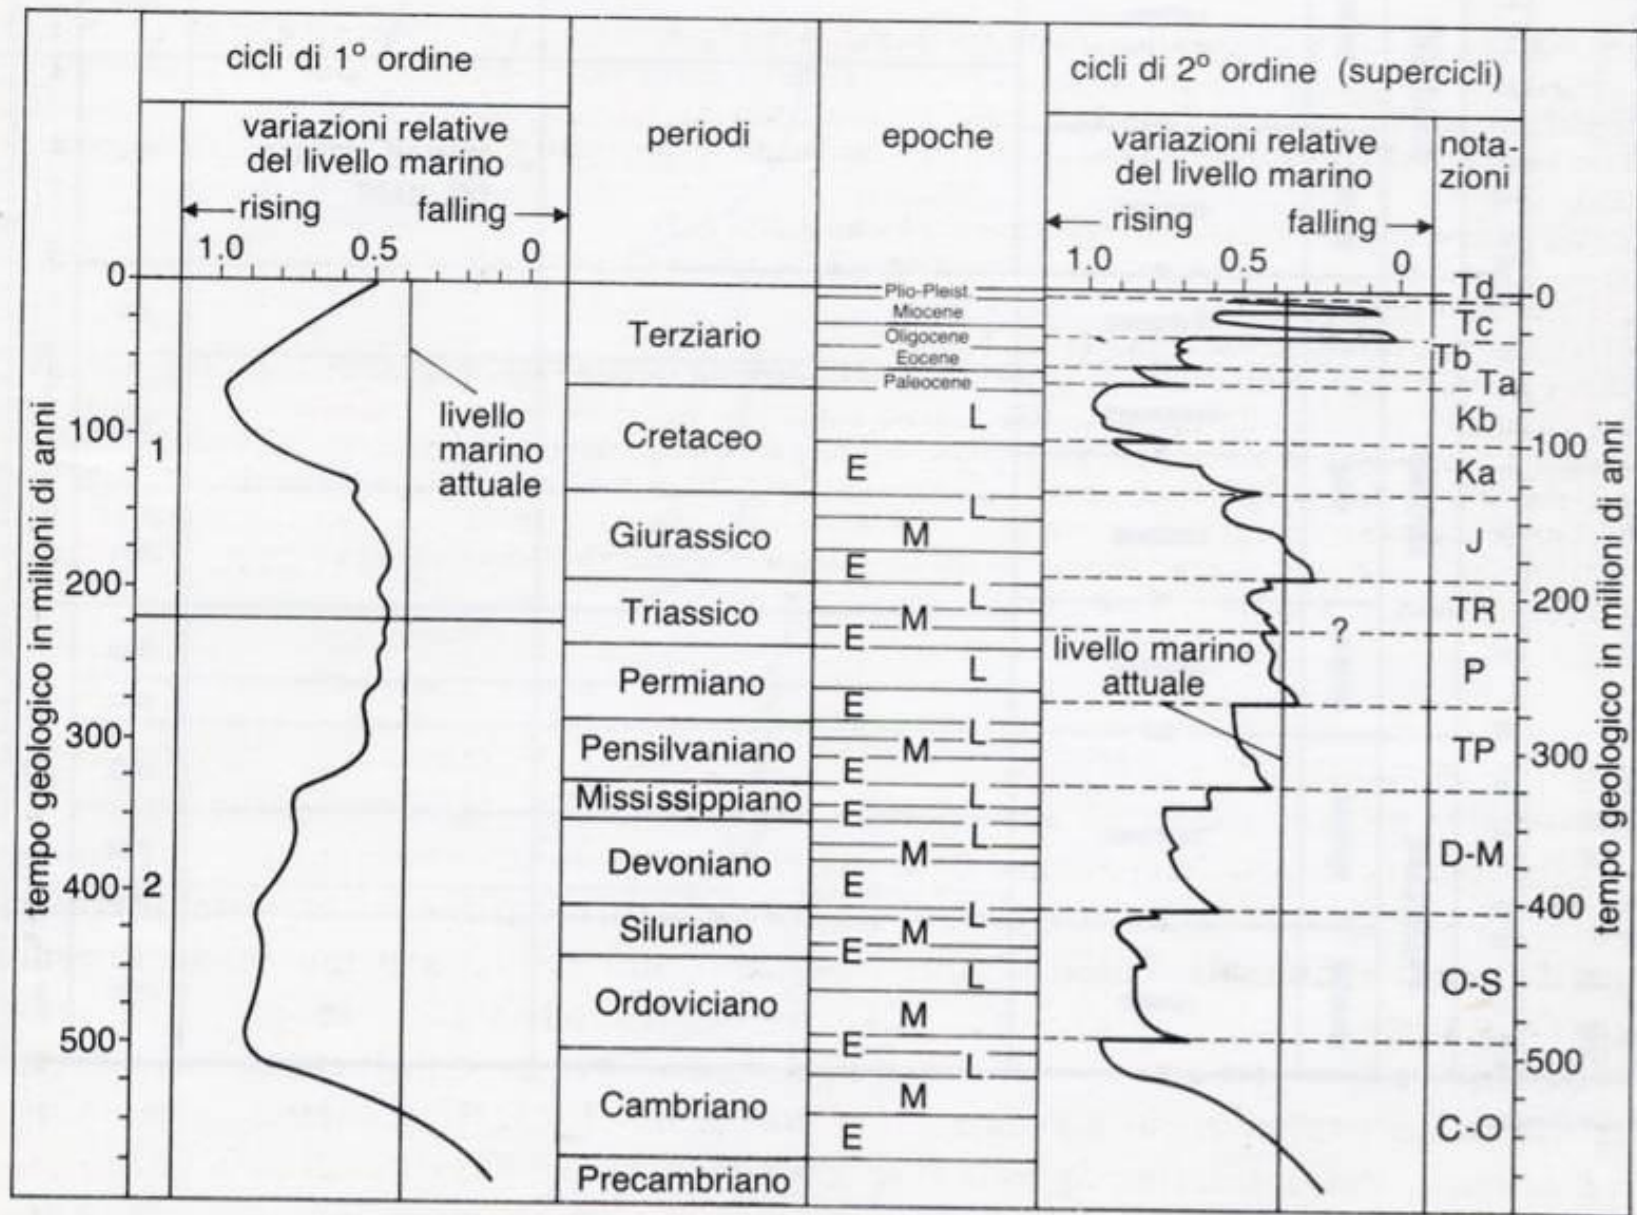 cicli di 1° ordine
variazioni relative
del livello marino
rising falling
1.0 0.5 0
periodi
epoche
cicli di 2° ordine (supercicli)
variazioni relative
del livello marino
rising falling
1.0 0.5 0
nota-
zioni
tempo geologico in milioni di anni
0
100
200
300
400
500
1
2
livello
marino
attuale
Terziario
Cretaceo
Giurassico
Triassico
Permiano
Pensilvaniano
Mississippiano
Devoniano
Siluriano
Ordoviciano
Cambriano
Precambriano
Plio-Pleist.
Miocene
Oligocene
Eocene
Paleocene
L
E
L
M
E
L
M
E
L
E
L
M
E
L
E
L
M
E
L
M
E
L
M
E
L
M
E
livello marino
attuale
?
Td
Tc
Tb
Ta
Kb
Ka
J
TR
P
TP
D-M
O-S
C-O
0
100
200
300
400
500
tempo geologico in milioni di anni